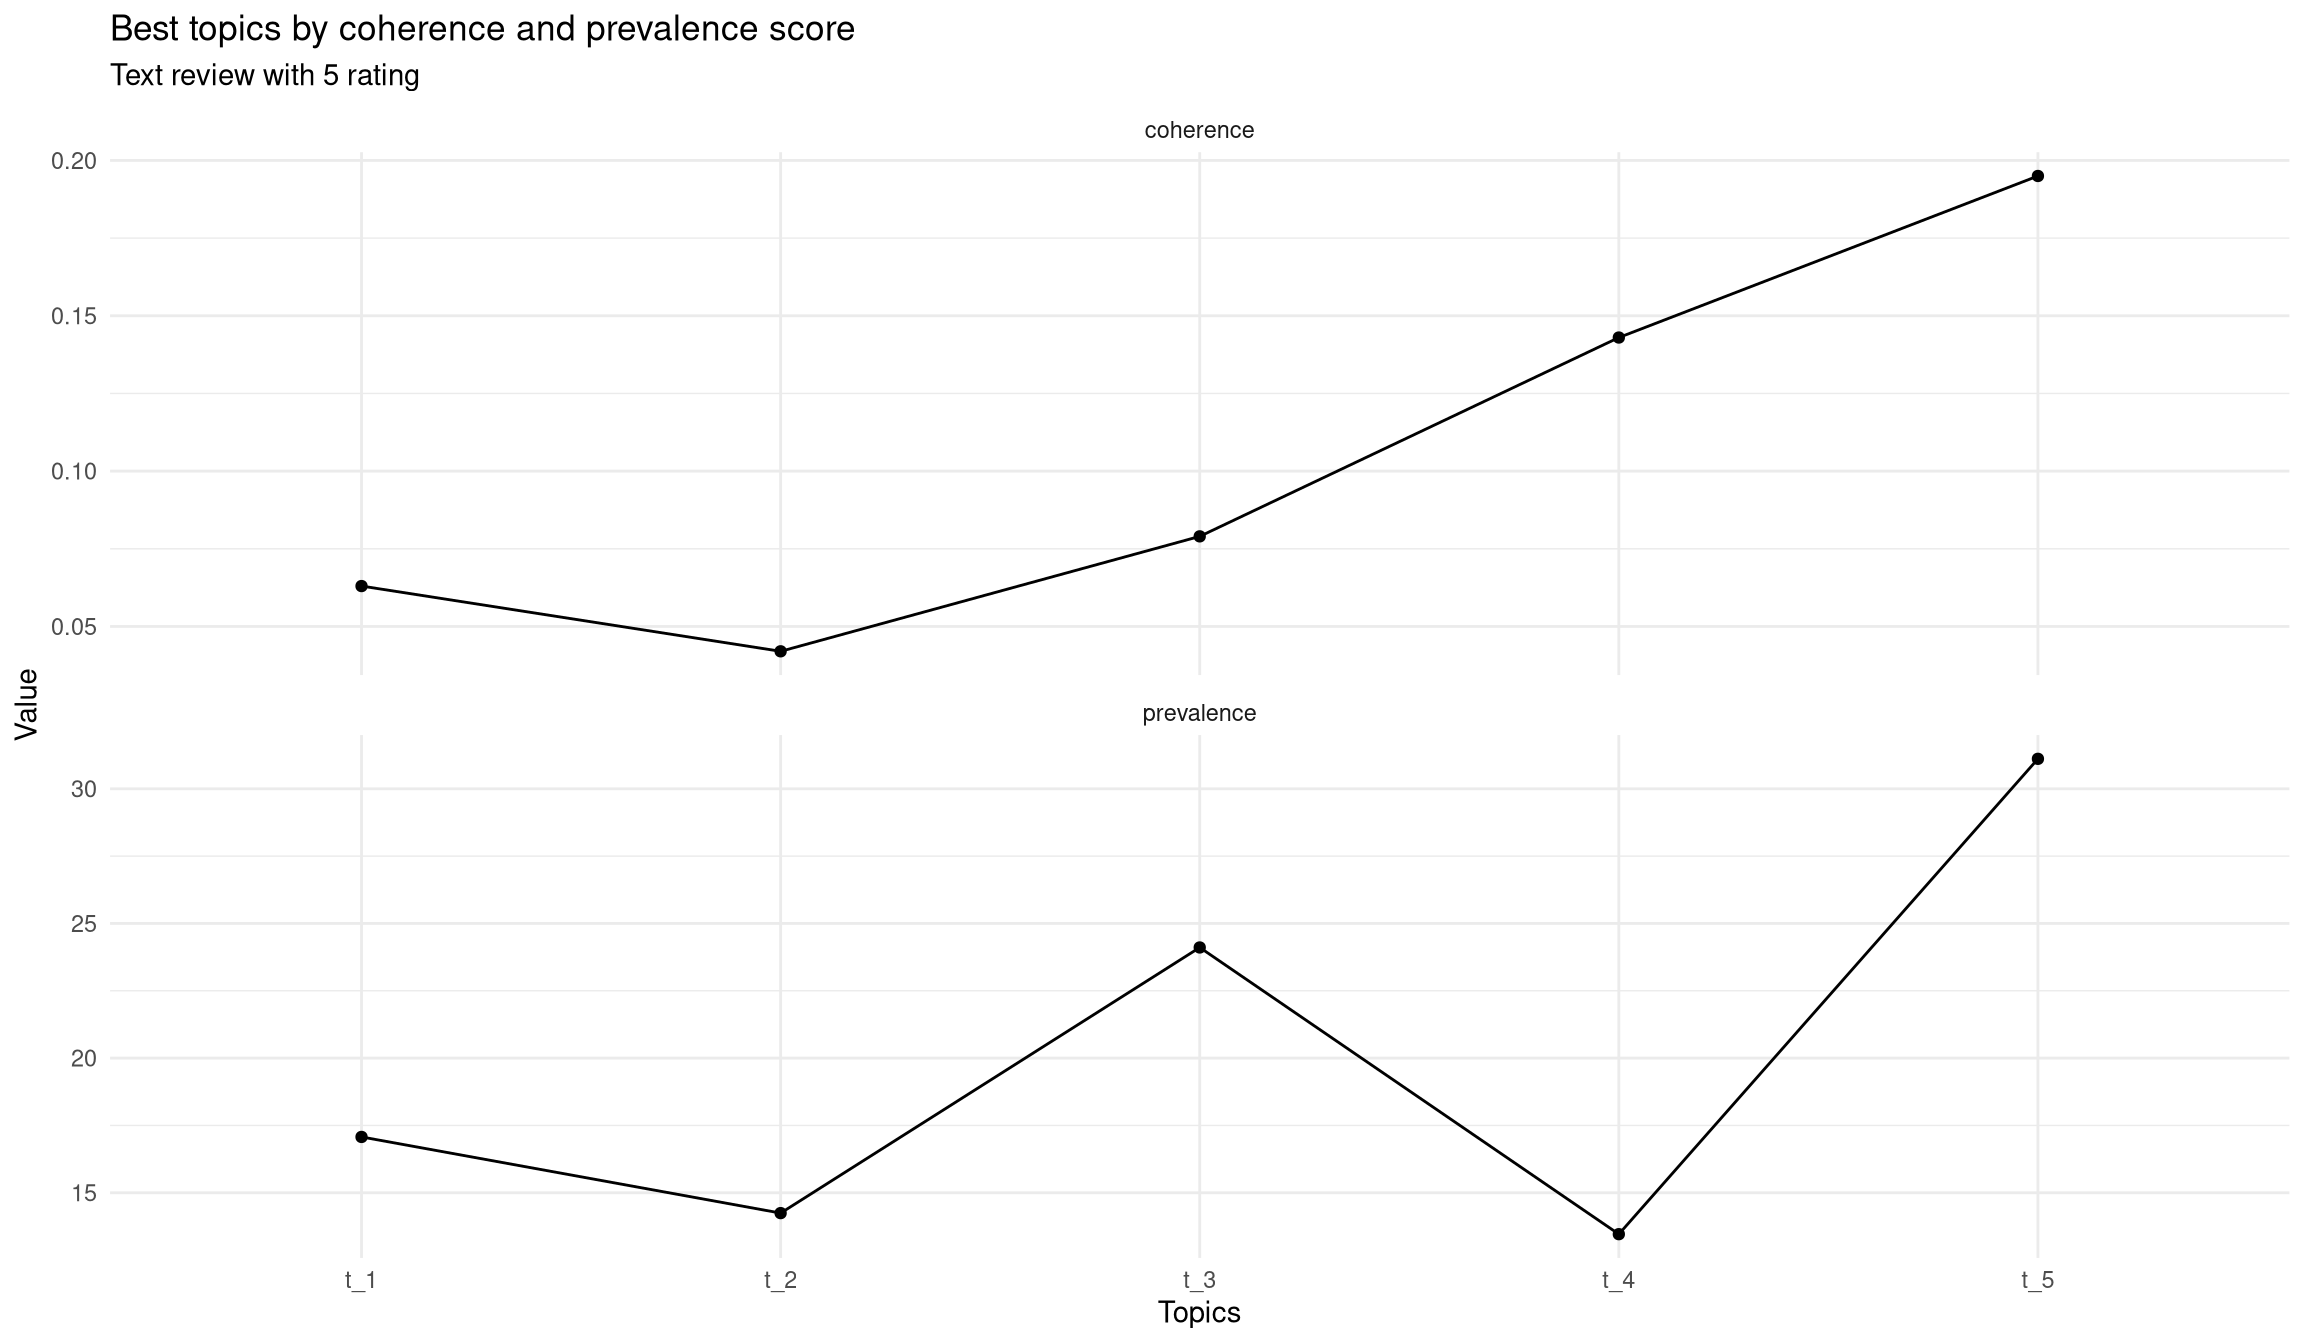 Best topics by coherence and prevalence score
Text review with 5 rating
coherence
0.20
0.15
0.10
0.05
Value
prevalence
30
25
20
15
t_1 t_2 t_3 t_4 t_5
Topics